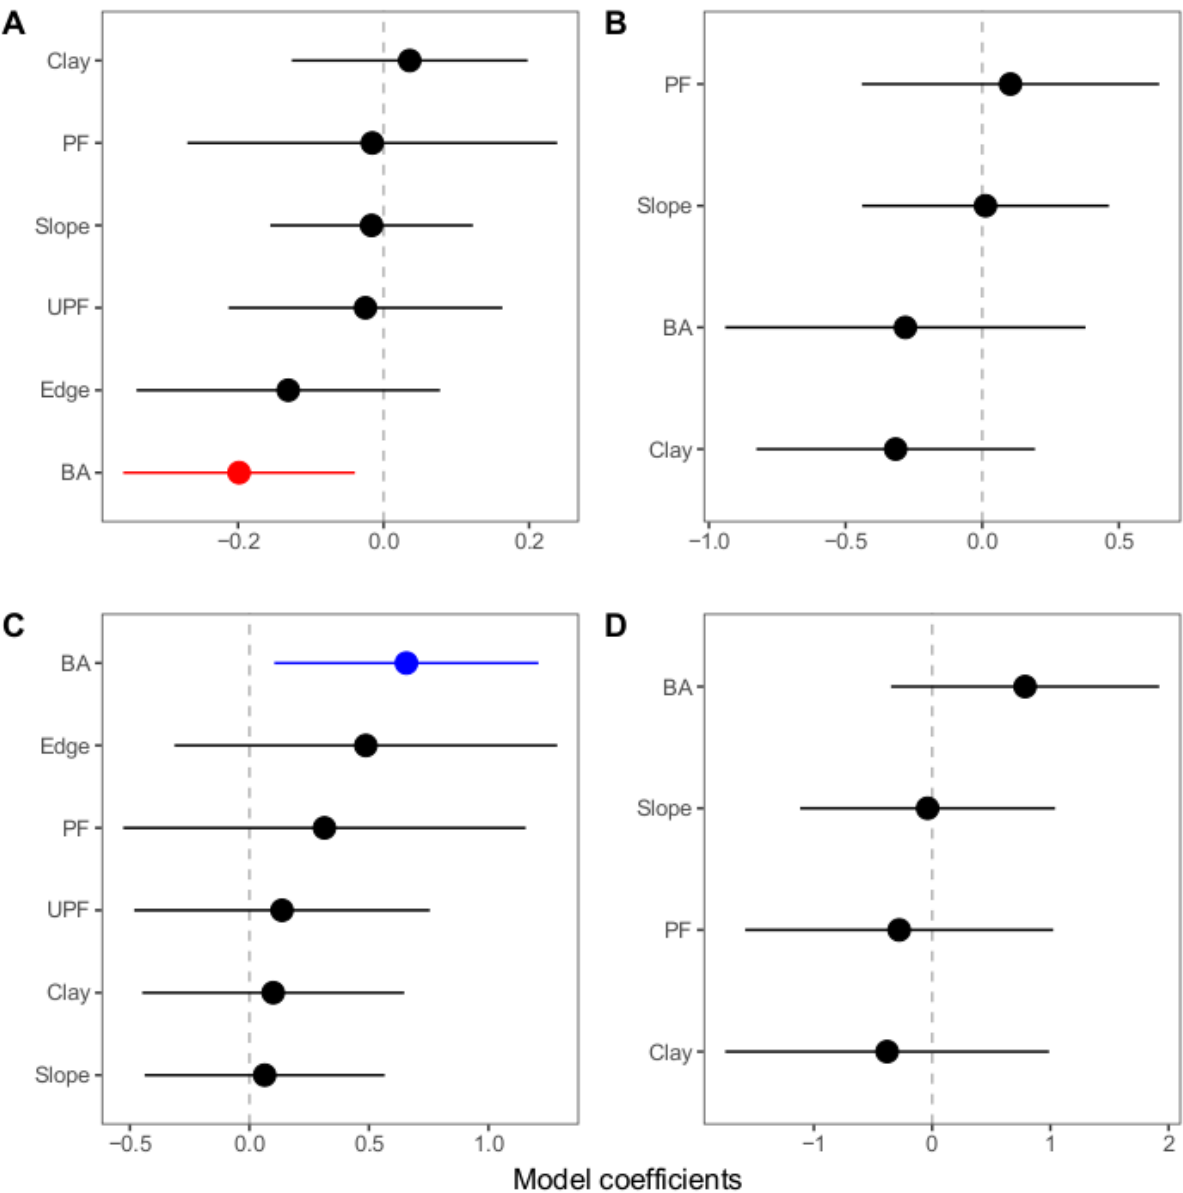 A
Clay
PF
Slope
UPF
Edge
BA
−0.2 0.0 0.2
B
PF
Slope
BA
Clay
−1.0 −0.5 0.0 0.5
C
BA
Edge
PF
UPF
Clay
Slope
−0.5 0.0 0.5 1.0
D
BA
Slope
PF
Clay
−1 0 1 2
Model coefficients